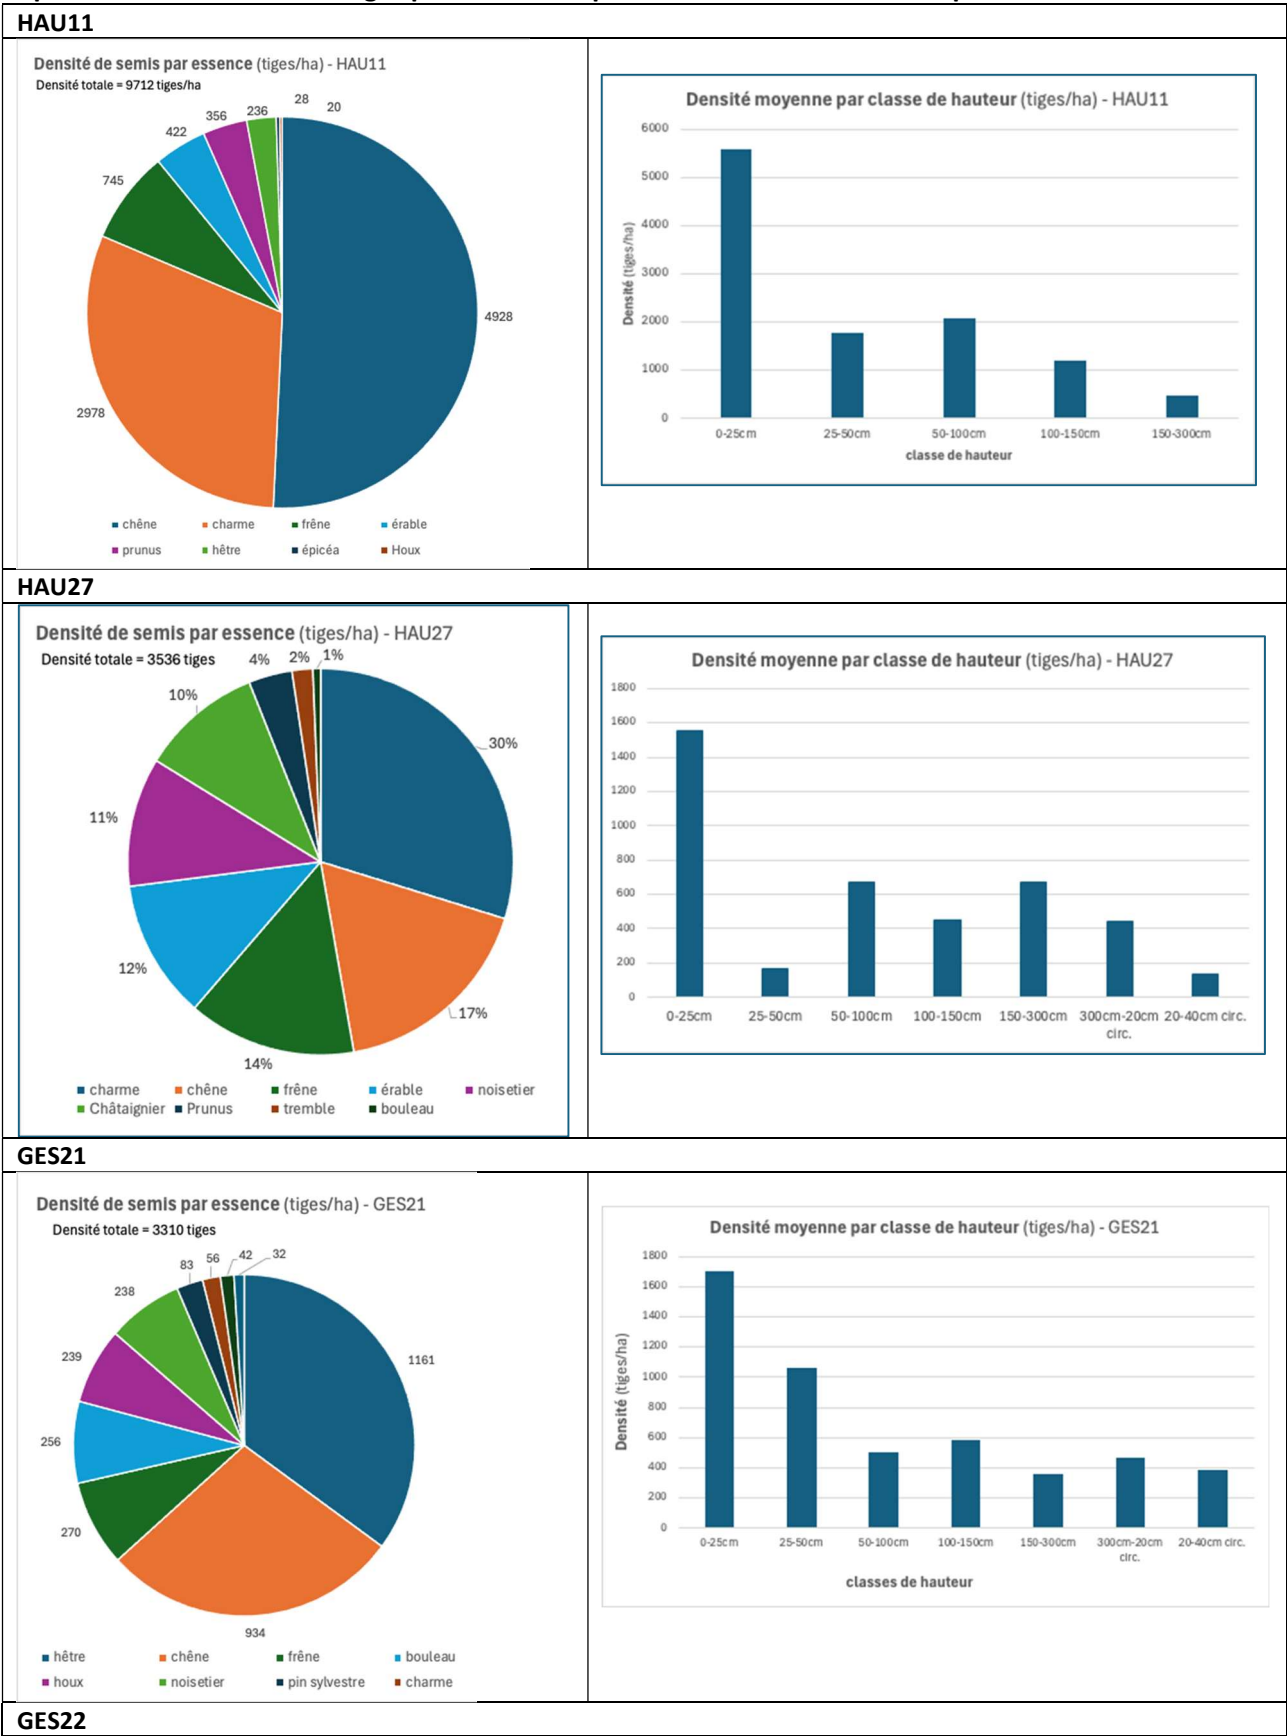 HAU11
Densité de semis par essence (tiges/ha) - HAU11
Densité totale = 9712 tiges/ha
28
20
236
356
422
745
4928
2978
chêne charme frêne érable
prunus hêtre épicéa Houx
Densité moyenne par classe de hauteur (tiges/ha) - HAU11
6000
5000
4000
3000
2000
1000
0
Densité (tiges/ha)
0-25cm 25-50cm 50-100cm 100-150cm 150-300cm
classe de hauteur
HAU27
Densité de semis par essence (tiges/ha) - HAU27
Densité totale = 3536 tiges
4% 2% 1%
10%
30%
11%
12%
17%
14%
charme chêne frêne érable noisetier
Châtaignier Prunus tremble bouleau
Densité moyenne par classe de hauteur (tiges/ha) - HAU27
1800
1600
1400
1200
1000
800
600
400
200
0
0-25cm 25-50cm 50-100cm 100-150cm 150-300cm 300cm-20cm 20-40cm circ.
circ.
GES21
Densité de semis par essence (tiges/ha) - GES21
Densité totale = 3310 tiges
83 56 42 32
238
239
1161
256
270
934
hêtre chêne frêne bouleau
houx noisetier pin sylvestre charme
Densité moyenne par classe de hauteur (tiges/ha) - GES21
1800
1600
1400
1200
1000
800
600
400
200
0
Densité (tiges/ha)
0-25cm 25-50cm 50-100cm 100-150cm 150-300cm 300cm-20cm 20-40cm circ.
circ.
classes de hauteur
GES22